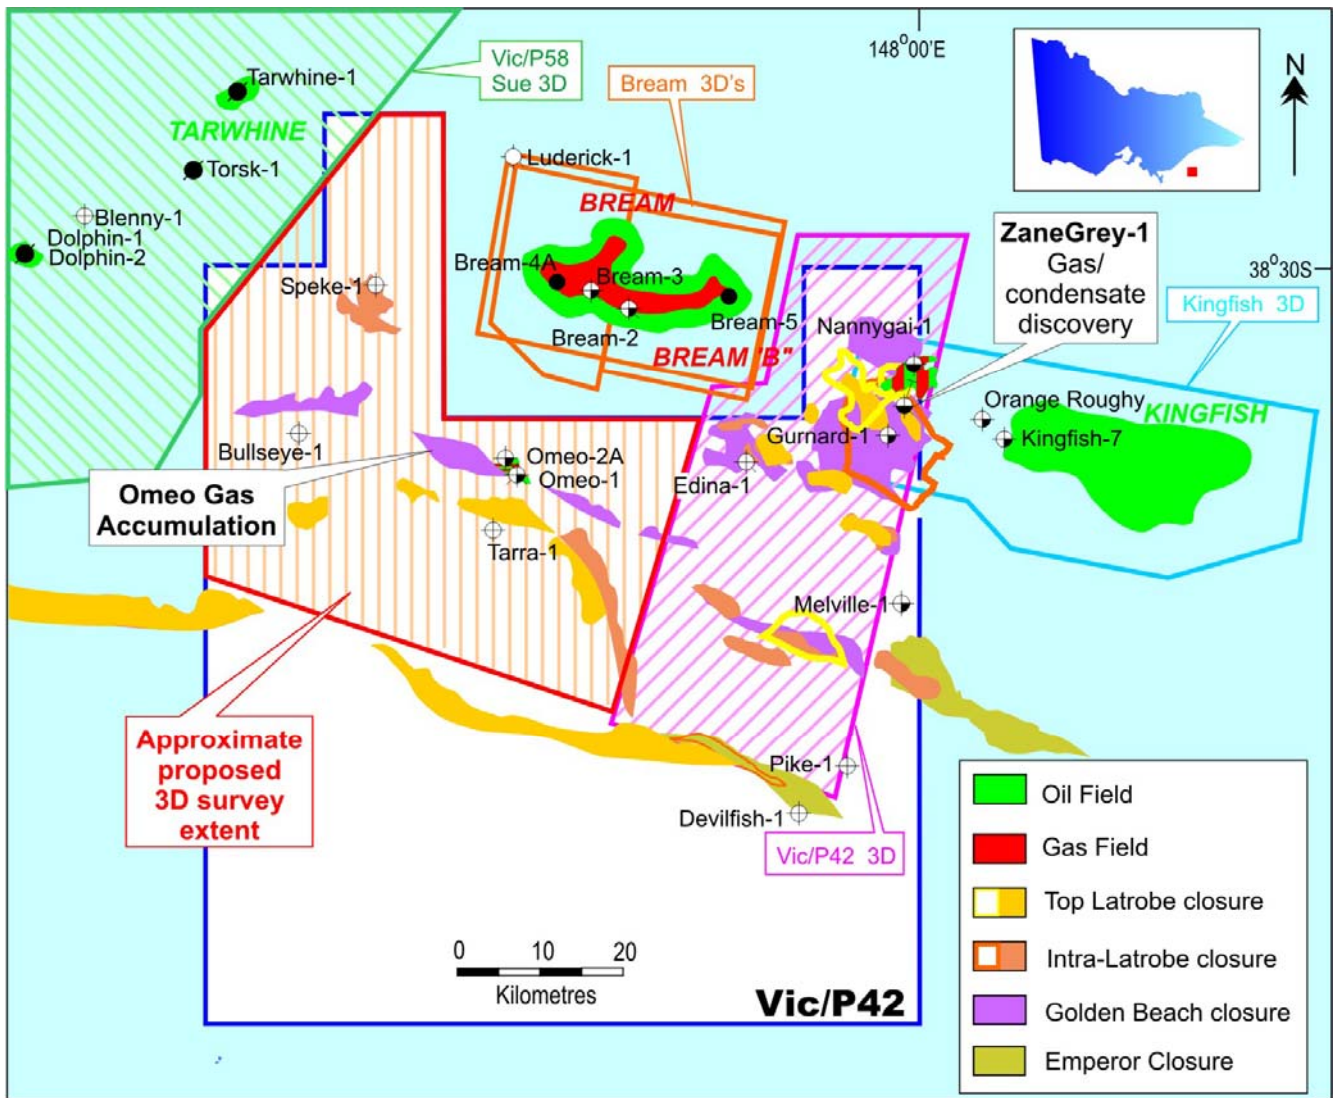 148°00'E
Tarwhine-1
Vic/P58
Sue 3D
Bream 3D's
N
TARWHINE
Torsk-1
Luderick-1
BREAM
Blenny-1
Dolphin-1
Dolphin-2
ZaneGrey-1
Gas/
condensate
discovery
38°30S
Speke-1
Bream-4A
Bream-3
Bream-5
Bream-2
BREAM 'B"
Nannygai-1
Kingfish 3D
Orange Roughy
KINGFISH
Kingfish-7
Bullseye-1
Gurnard-1
Omeo-2A
Omeo-1
Edina-1
Omeo Gas
Accumulation
Tarra-1
Melville-1
Approximate
proposed
3D survey
extent
Pike-1
Devilfish-1
Vic/P42 3D
Oil Field
Gas Field
Top Latrobe closure
Intra-Latrobe closure
Golden Beach closure
Emperor Closure
0 10 20
Kilometres
Vic/P42